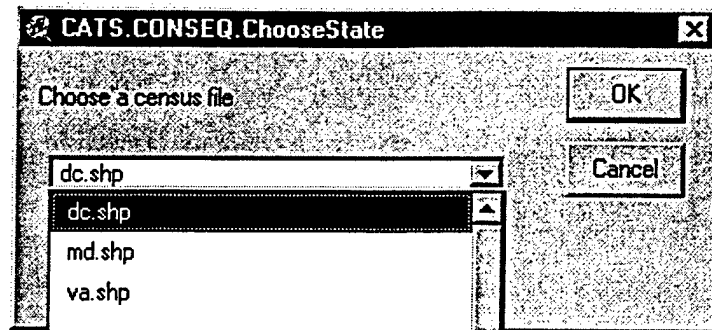 CATS.CONSEQ.ChooseState
Choose a census file
OK
dc.shp
Cancel
dc.shp
md.shp
va.shp